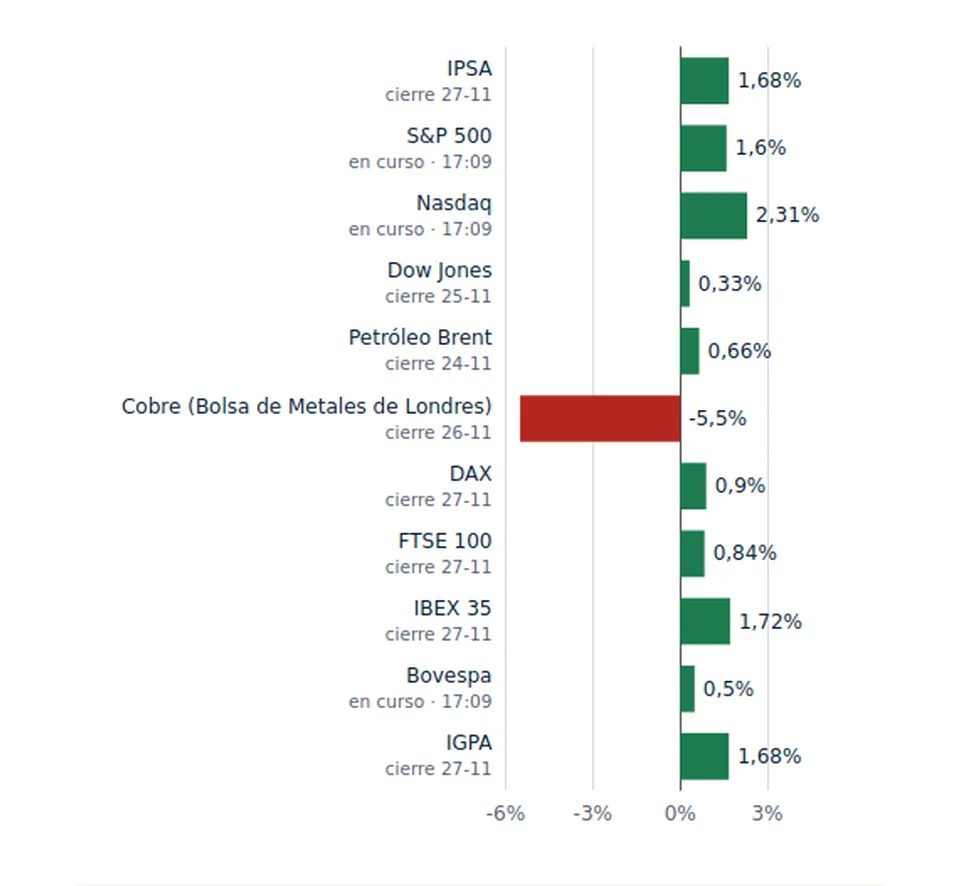 IPSA
cierre 27-11
1,68%
S&P 500
en curso · 17:09
1,6%
Nasdaq
en curso · 17:09
2,31%
Dow Jones
cierre 25-11
0,33%
Petróleo Brent
cierre 24-11
0,66%
Cobre (Bolsa de Metales de Londres)
cierre 26-11
-5,5%
DAX
cierre 27-11
0,9%
FTSE 100
cierre 27-11
0,84%
IBEX 35
cierre 27-11
1,72%
Bovespa
en curso · 17:09
0,5%
IGPA
cierre 27-11
1,68%
-6% -3% 0% 3%